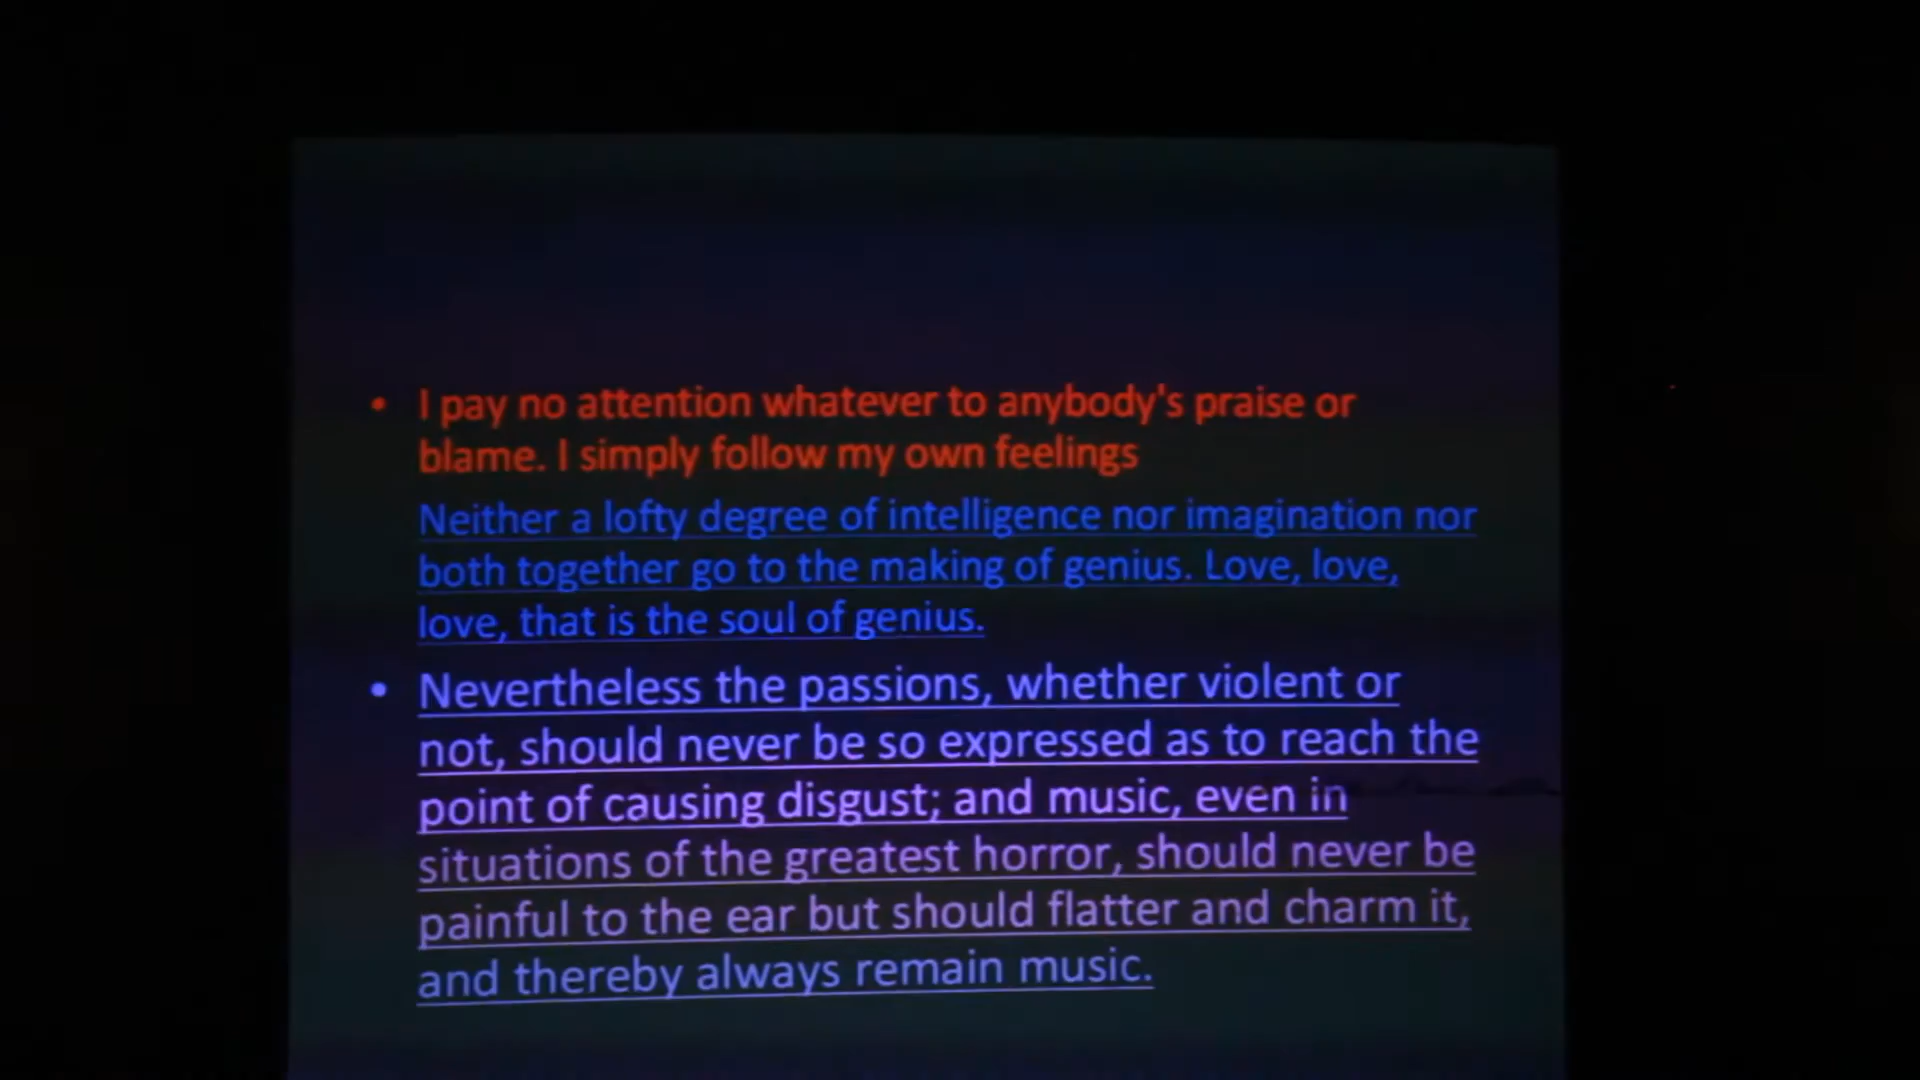 • I pay no attention whatever to anybody's praise or
blame. I simply follow my own feelings
Neither a lofty degree of intelligence nor imagination nor
both together go to the making of genius. Love, love,
love, that is the soul of genius.
• Nevertheless the passions, whether violent or
not, should never be so expressed as to reach the
point of causing disgust; and music, even in
situations of the greatest horror, should never be
painful to the ear but should flatter and charm it,
and thereby always remain music.